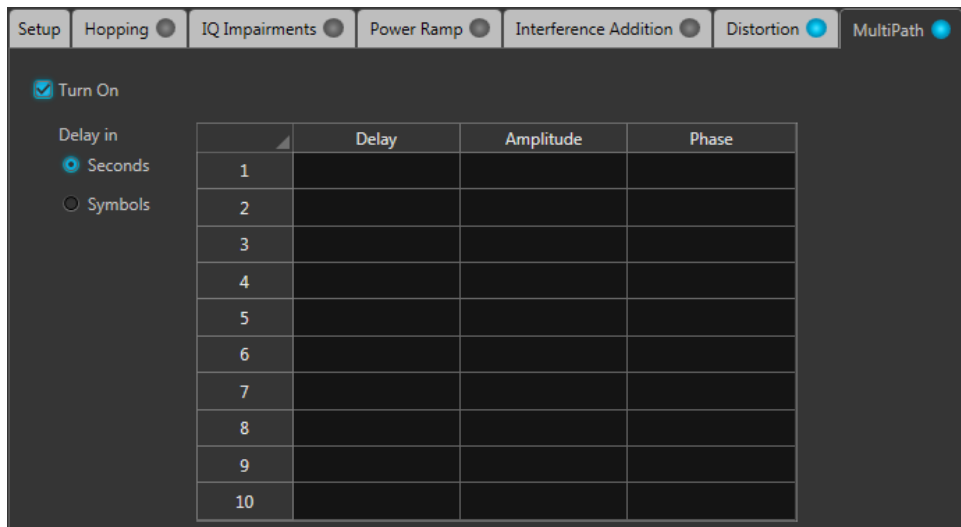 Setup Hopping IQ Impairments Power Ramp Interference Addition Distortion MultiPath
Turn On
Delay in
Seconds
Symbols
Delay Amplitude Phase
1
2
3
4
5
6
7
8
9
10